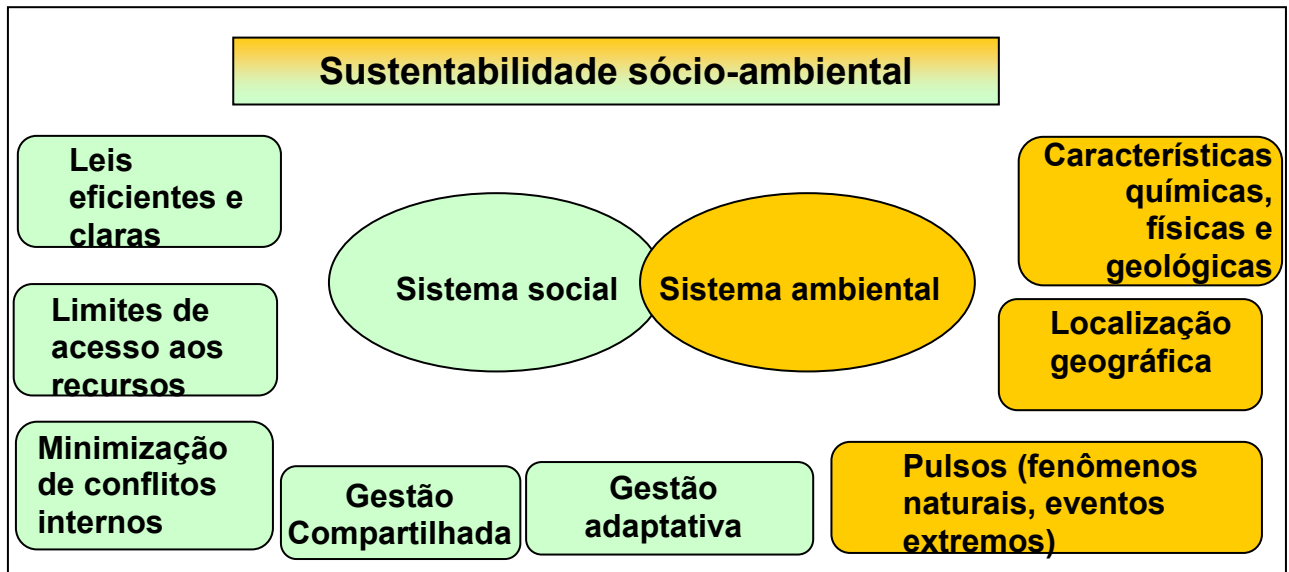 Sustentabilidade sócio-ambiental
Leis
eficientes e
claras
Limites de
acesso aos
recursos
Minimização
de conflitos
internos
Gestão
Compartilhada
Gestão
adaptativa
Sistema social
Sistema ambiental
Características
químicas,
físicas e
geológicas
Localização
geográfica
Pulsos (fenômenos
naturais, eventos
extremos)